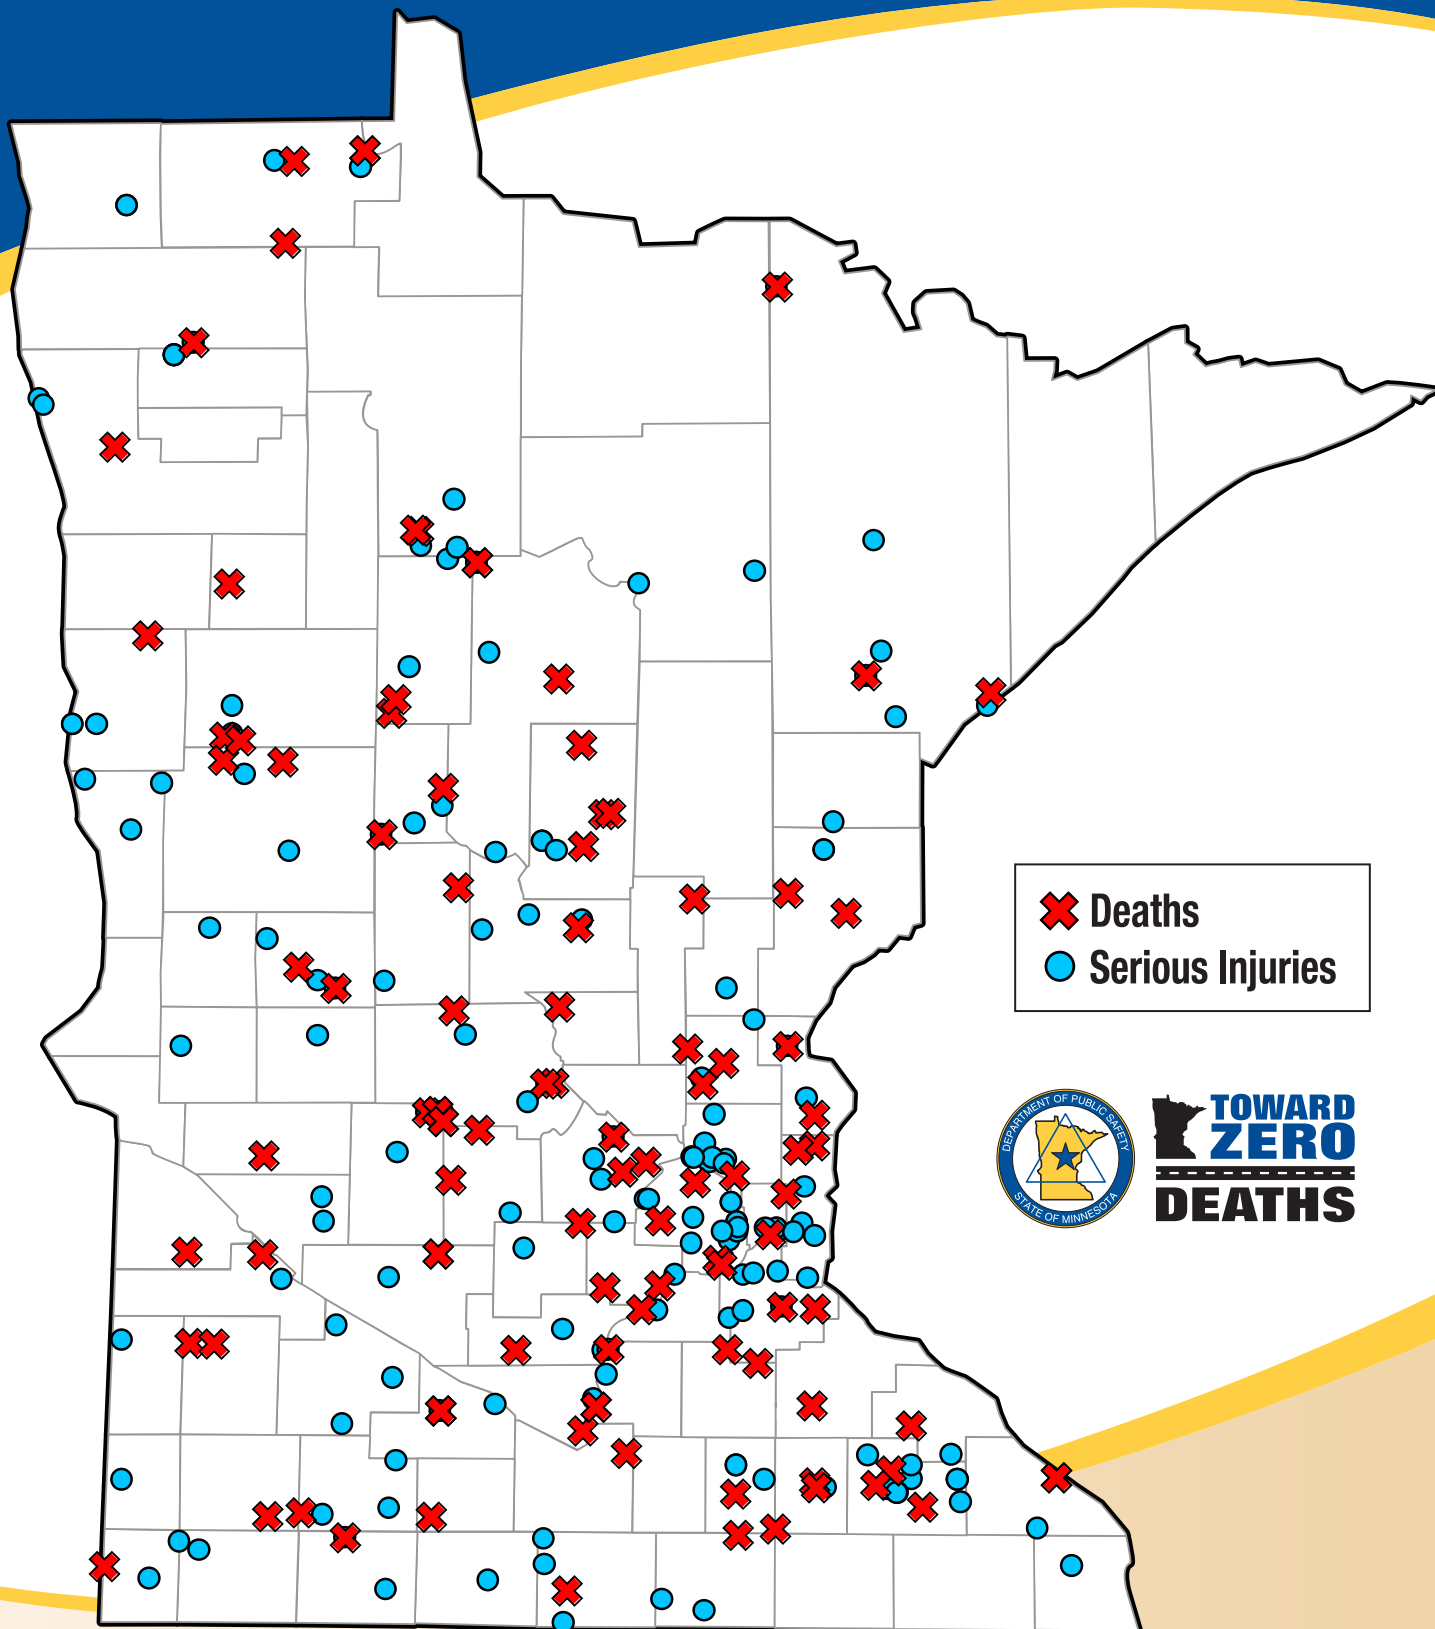 Deaths
Serious Injuries
DEPARTMENT OF PUBLIC SAFETY
STATE OF MINNESOTA
TOWARD
ZERO
DEATHS